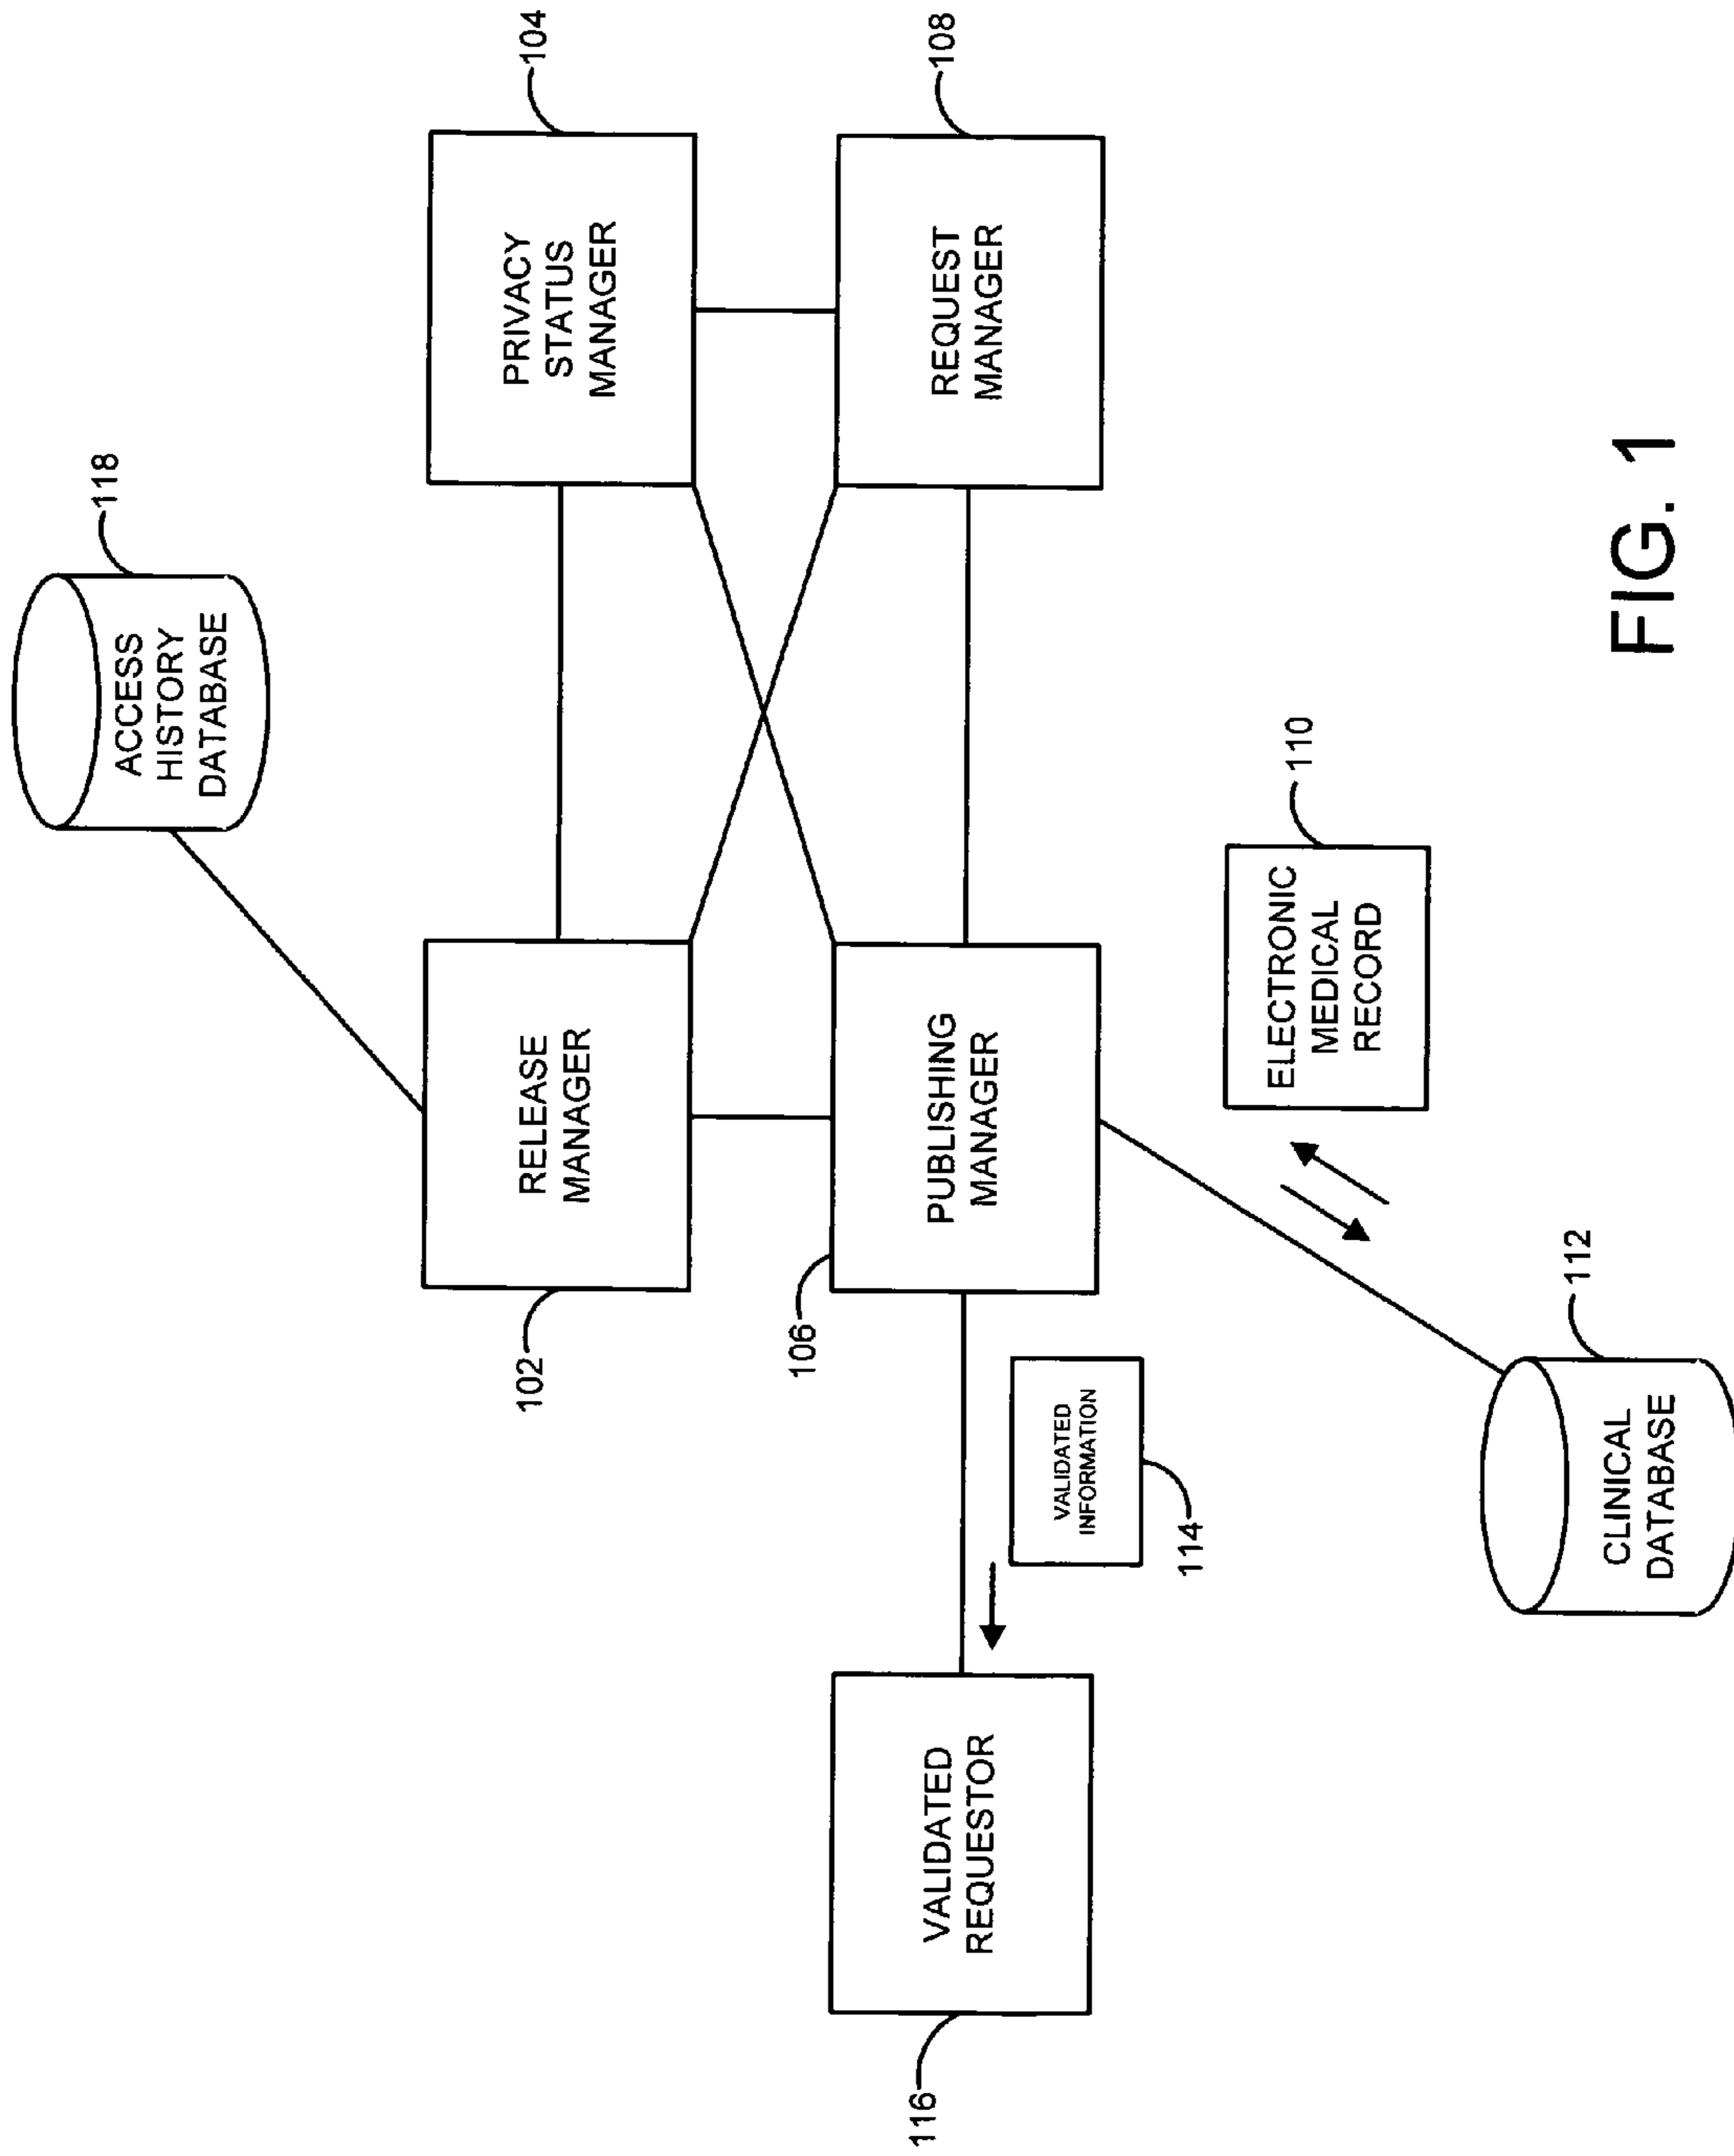 118
ACCESS
HISTORY
DATABASE
104
PRIVACY
STATUS
MANAGER
102
RELEASE
MANAGER
108
REQUEST
MANAGER
106
PUBLISHING
MANAGER
116
VALIDATED
REQUESTOR
VALIDATED
INFORMATION
114
110
ELECTRONIC
MEDICAL
RECORD
112
CLINICAL
DATABASE
FIG. 1